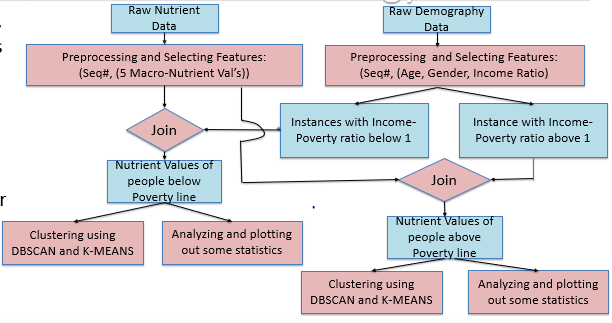 Raw Nutrient
Data
Raw Demography
Data
Preprocessing and Selecting Features:
(Seq#, (5 Macro-Nutrient Val's))
Preprocessing and Selecting Features:
(Seq#, (Age, Gender, Income Ratio)
Join
Instances with Income-
Poverty ratio below 1
Instances with Income-
Poverty ratio above 1
Nutrient Values of
people below
Poverty line
Join
Clustering using
DBSCAN and K-MEANS
Analyzing and plotting
out some statistics
Nutrient Values of
people above
Poverty line
Clustering using
DBSCAN and K-MEANS
Analyzing and plotting
out some statistics